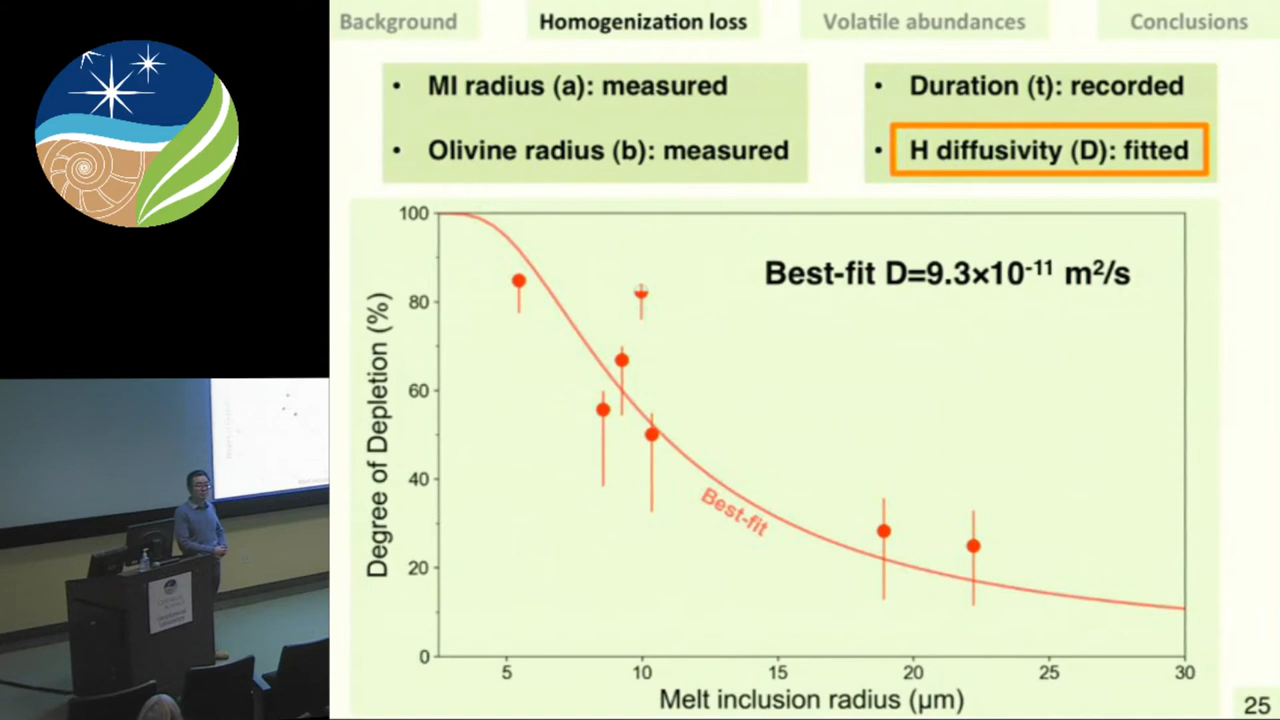 Background
Homogenization loss
Volatile abundances
Conclusions
• MI radius (a): measured
• Olivine radius (b): measured
• Duration (t): recorded
• H diffusivity (D): fitted
Best-fit D=9.3×10⁻¹¹ m²/s
Degree of Depletion (%)
100
80
60
40
20
0
Best-fit
5
10
15
20
25
30
Melt inclusion radius (μm)
25